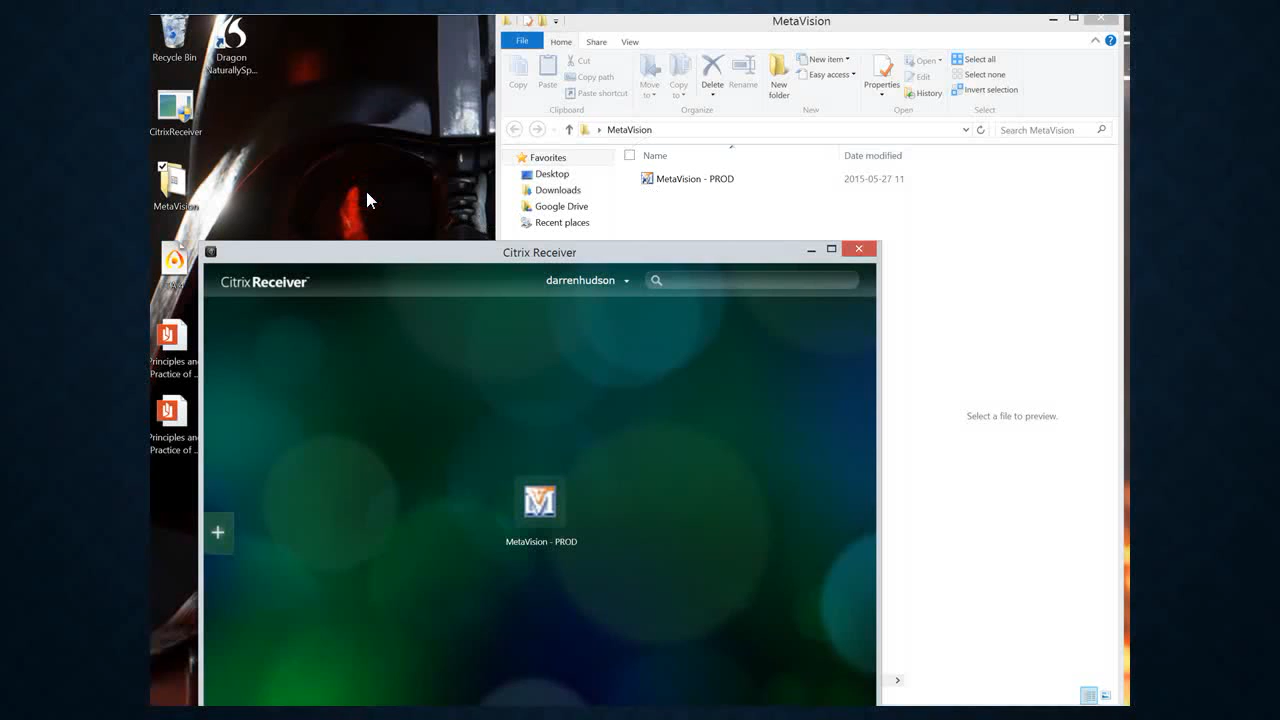 Recycle Bin
Dragon
NaturallySp...
CitrixReceiver
MetaVision
Principles an
Practice of ...
Principles an
Practice of ...
MetaVision
File
Home
Share
View
Copy
Paste
Cut
Copy path
Paste shortcut
Clipboard
Move
to
Copy
to
Delete
Rename
Organize
New
folder
New item
Easy access
New
Properties
Open
Edit
History
Open
Select all
Select none
Invert selection
Select
MetaVision
Search MetaVision
Favorites
Desktop
Downloads
Google Drive
Recent places
Name
Date modified
MetaVision - PROD
2015-05-27 11
Select a file to preview.
Citrix Receiver
Citrix Receiver™
darrenhudson
MetaVision - PROD